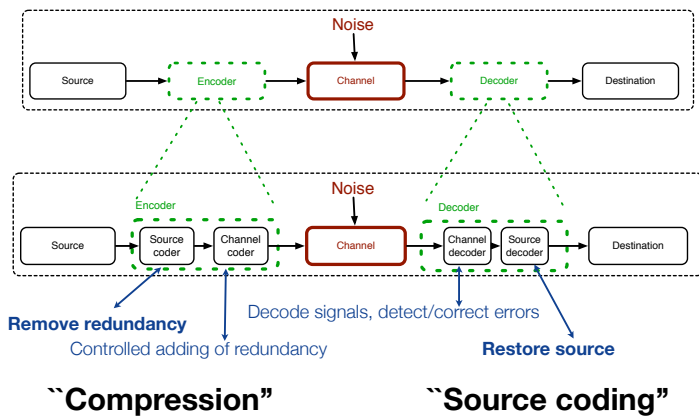 Noise
Source
Encoder
Channel
Decoder
Destination
Noise
Encoder
Decoder
Source
Source
coder
Channel
coder
Channel
Channel
decoder
Source
decoder
Destination
Remove redundancy
Controlled adding of redundancy
Decode signals, detect/correct errors
Restore source
``Compression”
``Source coding”